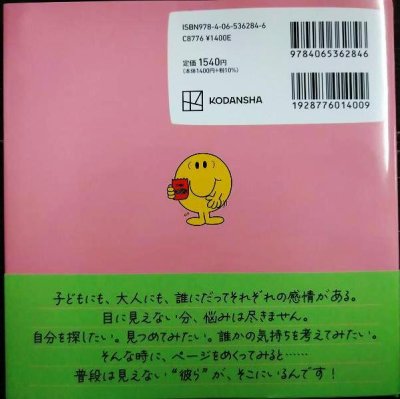 ISBN978-4-06-536284-6
C8776 ¥1400E
定価 1540円
(本体1400円+税10%)
KODANSHA
9784065362846
1928776014009
子どもにも、大人にも、誰にだってそれぞれの感情がある。
目に見えない分、悩みは尽きません。
自分を探したい。見つめてみたい。誰かの気持ちを考えてみたい。
そんな時に、ページをめくってみると……
普段は見えない“彼ら”が、そこにいるんです!